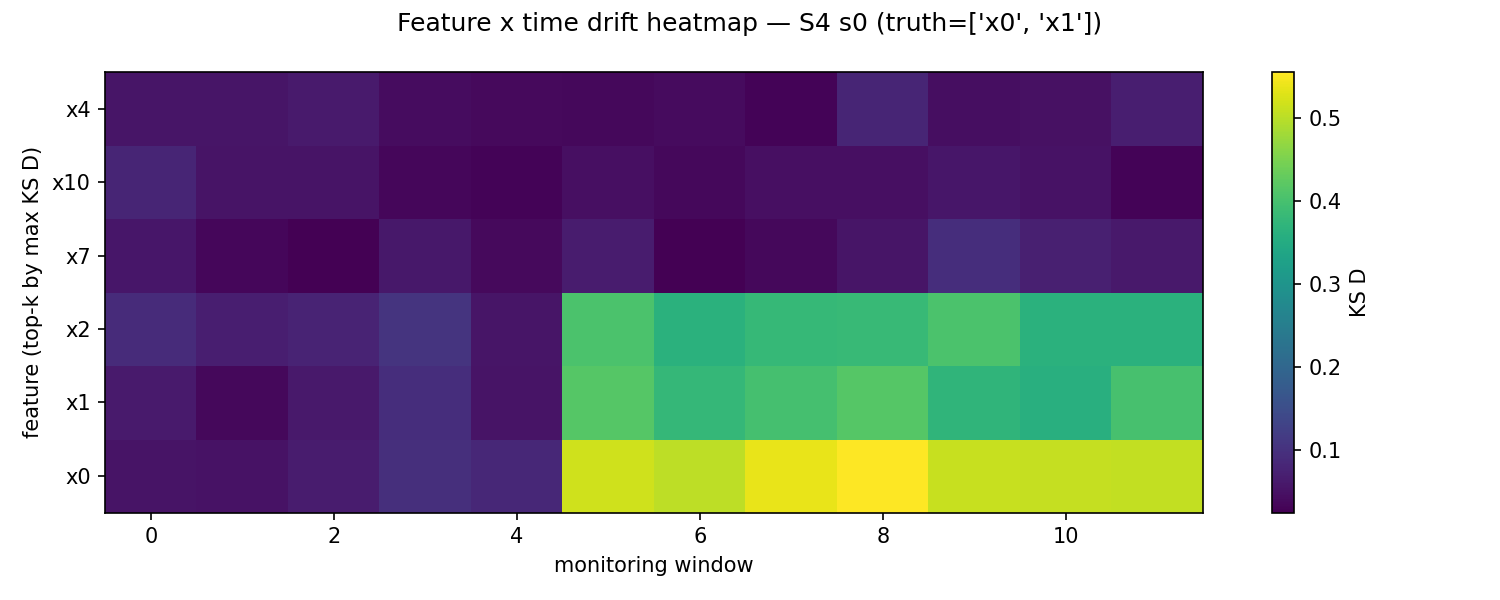 Feature x time drift heatmap — S4 s0 (truth=['x0', 'x1'])
feature (top-k by max KS D)
x4
x10
x7
x2
x1
x0
0 2 4 6 8 10
monitoring window
0.5
0.4
0.3
0.2
0.1
KS D